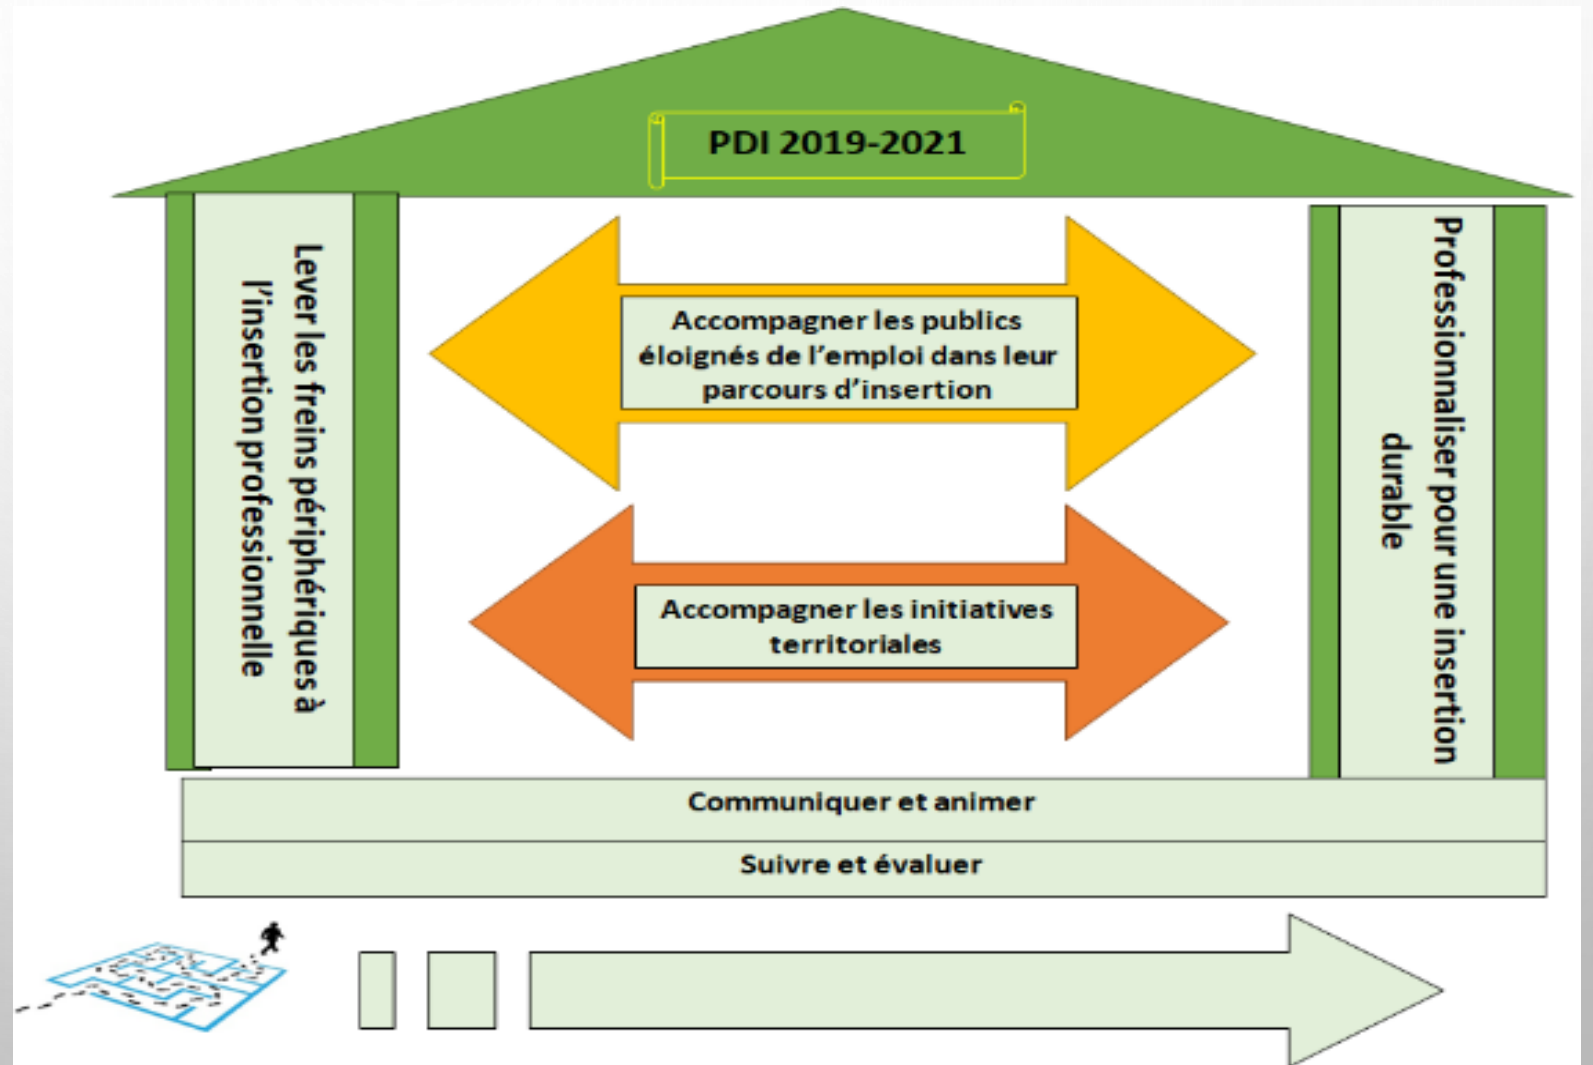 PDI 2019-2021
Lever les freins périphériques à
l'insertion professionnelle
Accompagner les publics
éloignés de l'emploi dans leur
parcours d'insertion
Accompagner les initiatives
territoriales
Professionnaliser pour une insertion
durable
Communiquer et animer
Suivre et évaluer